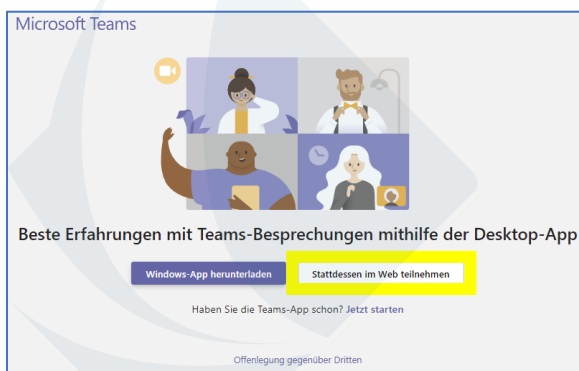 Microsoft Teams
Beste Erfahrungen mit Teams-Besprechungen mithilfe der Desktop-App
Windows-App herunterladen
Stattdessen im Web teilnehmen
Haben Sie die Teams-App schon? Jetzt starten
Offenlegung gegenüber Dritten